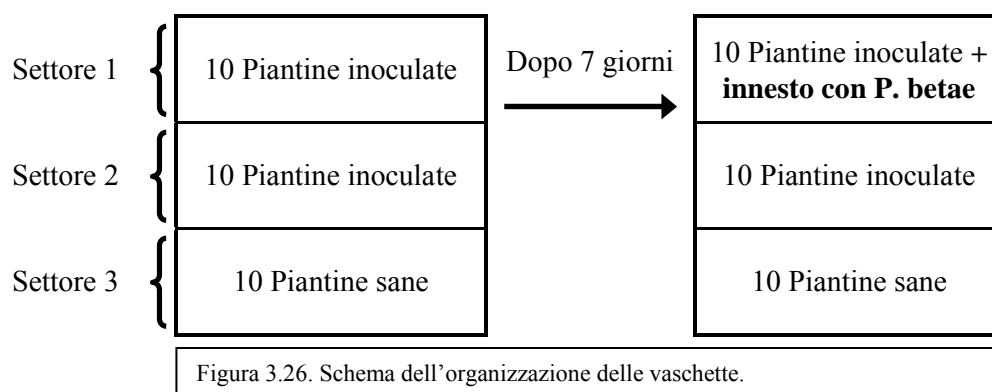 Settore 1
10 Piantine inoculate
Dopo 7 giorni
10 Piantine inoculate +
innesto con P. betae
Settore 2
10 Piantine inoculate
10 Piantine inoculate
Settore 3
10 Piantine sane
10 Piantine sane
Figura 3.26. Schema dell'organizzazione delle vaschette.